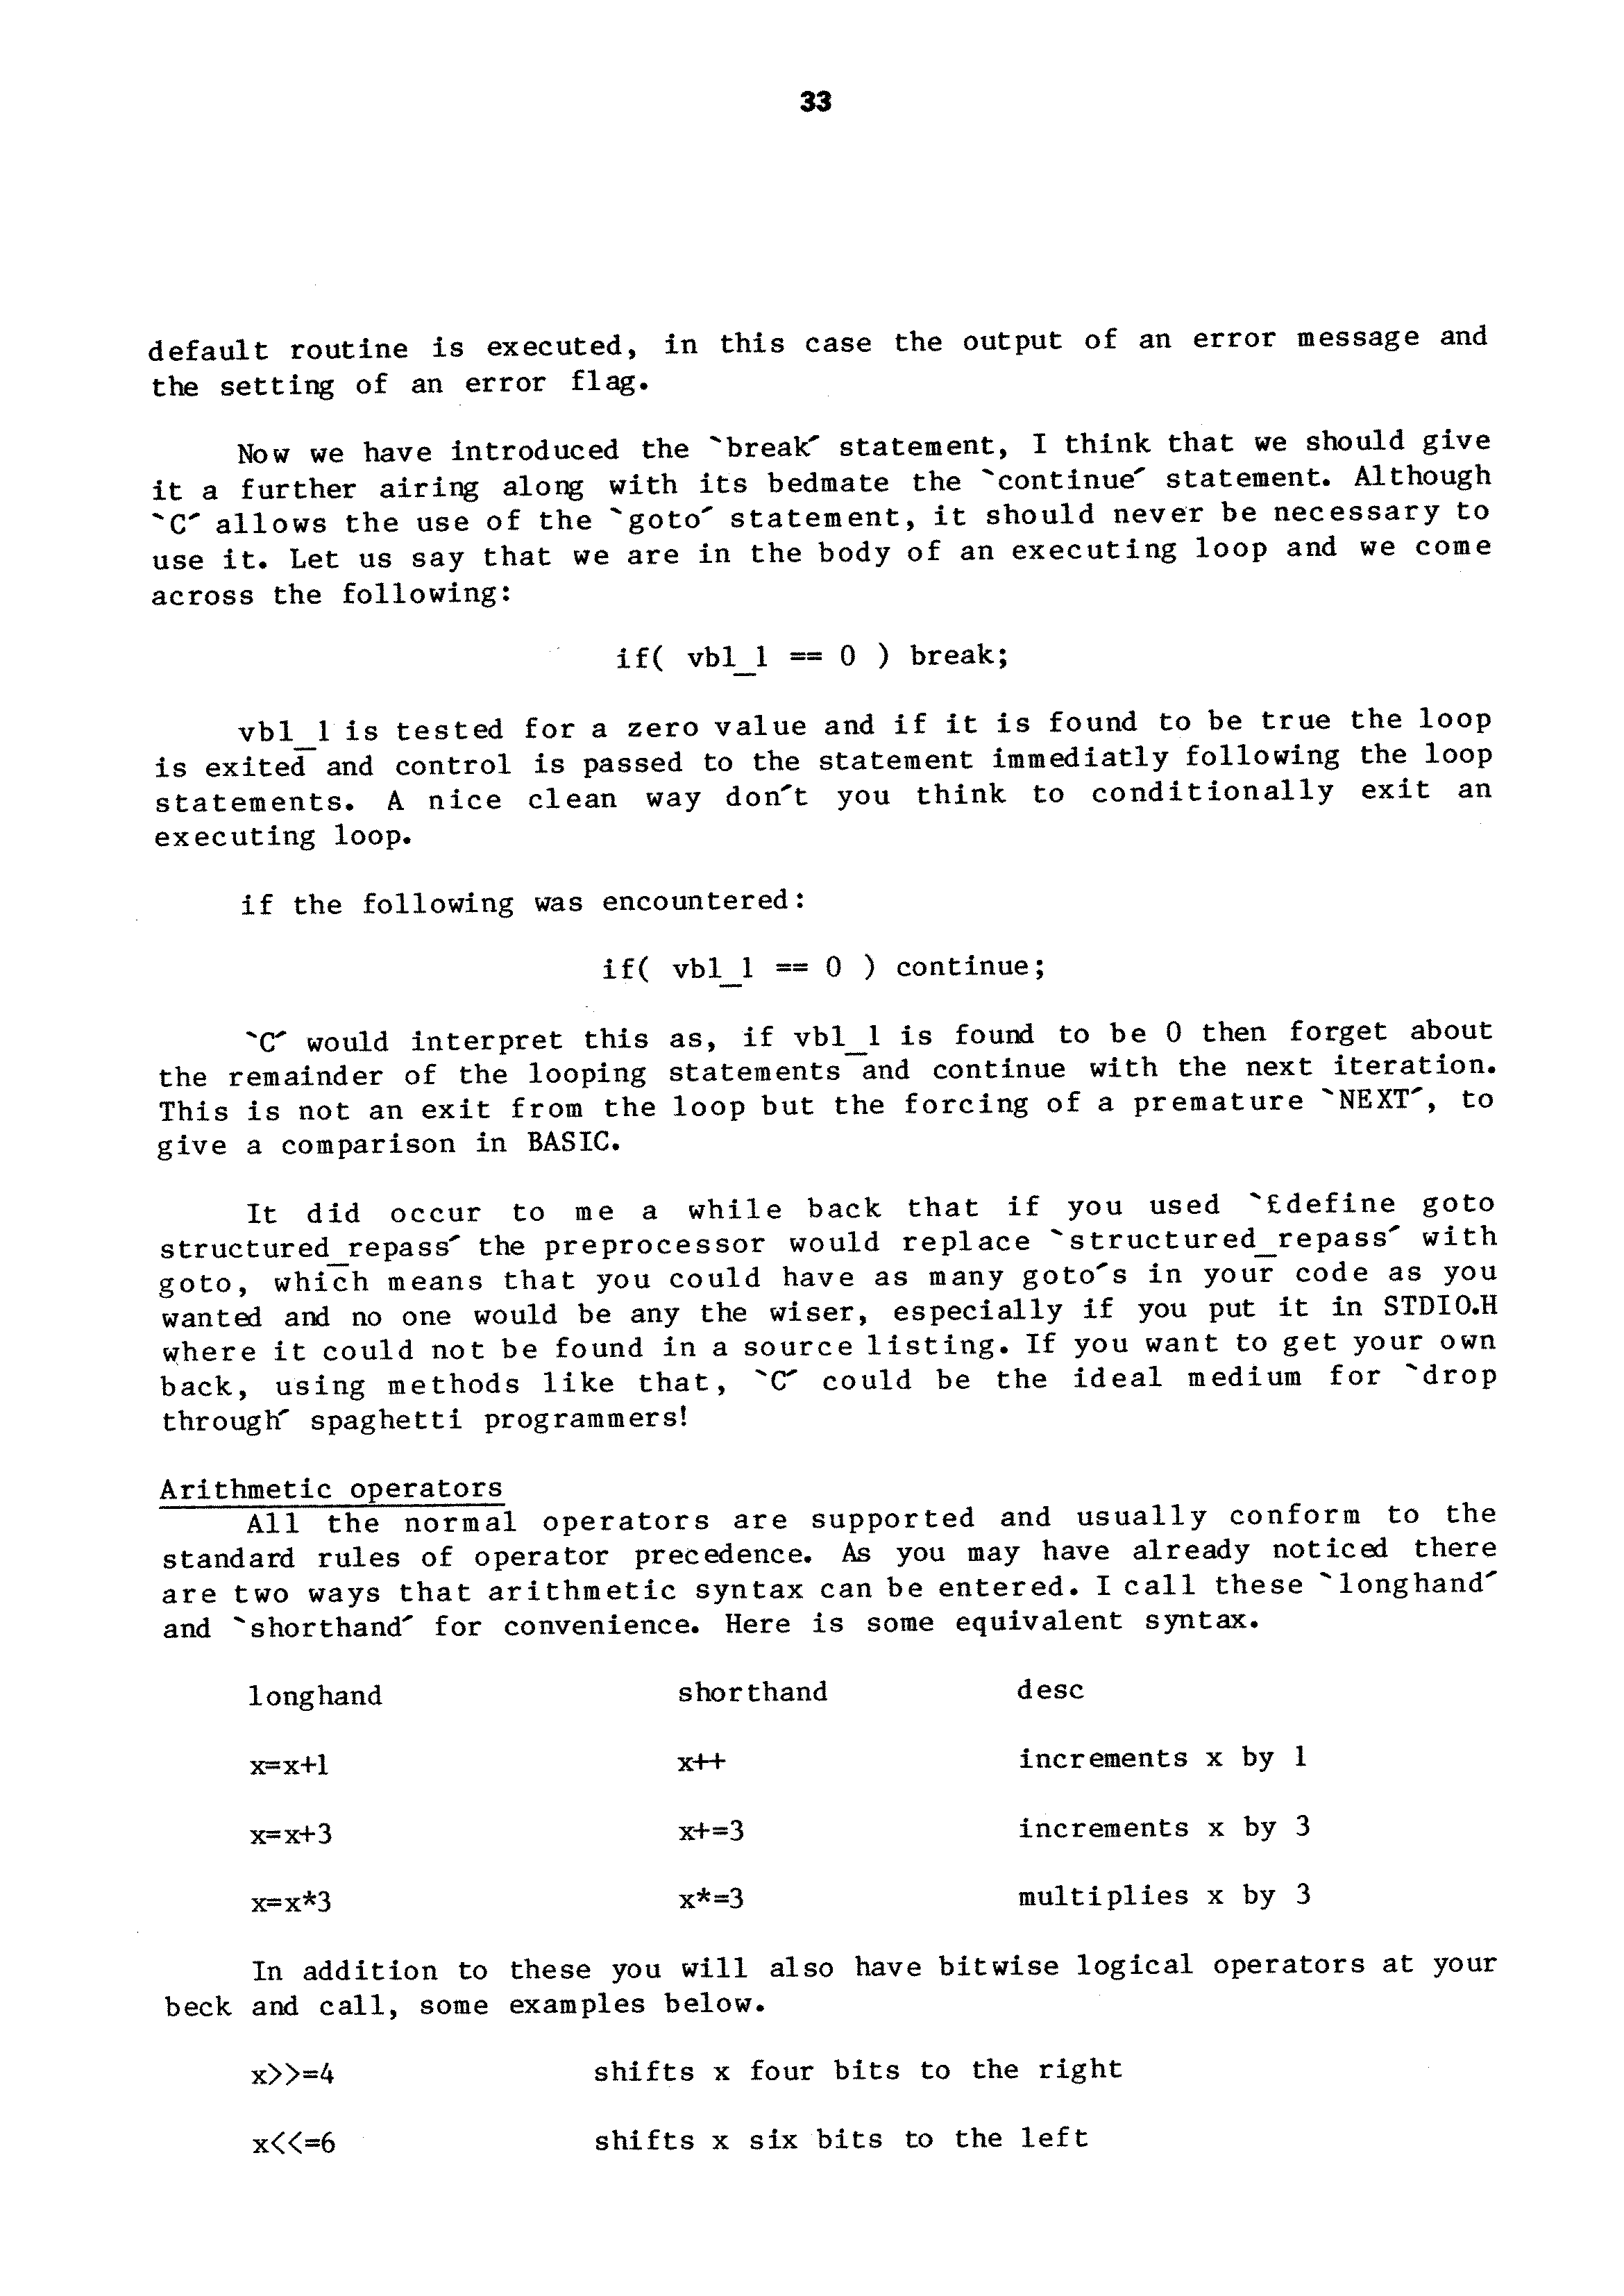 33
default routine is executed, in this case the output of an error message and
the setting of an error flag.
Now we have introduced the `break´ statement, I think that we should give
it a further airing along with its bedmate the `continue´ statement. Although
`C´ allows the use of the `goto´ statement, it should never be necessary to
use it. Let us say that we are in the body of an executing loop and we come
across the following:
if( vbl_1 == 0 ) break;
vbl_1 is tested for a zero value and if it is found to be true the loop
is exited and control is passed to the statement immediatly following the loop
statements. A nice clean way don´t you think to conditionally exit an
executing loop.
if the following was encountered:
if( vbl_1 == 0 ) continue;
`C´ would interpret this as, if vbl_1 is found to be 0 then forget about
the remainder of the looping statements and continue with the next iteration.
This is not an exit from the loop but the forcing of a premature `NEXT´, to
give a comparison in BASIC.
It did occur to me a while back that if you used `£define goto
structured_repass´ the preprocessor would replace `structured_repass´ with
goto, which means that you could have as many goto´s in your code as you
wanted and no one would be any the wiser, especially if you put it in STDIO.H
where it could not be found in a source listing. If you want to get your own
back, using methods like that, `C´ could be the ideal medium for `drop
through´ spaghetti programmers!
Arithmetic operators
All the normal operators are supported and usually conform to the
standard rules of operator precedence. As you may have already noticed there
are two ways that arithmetic syntax can be entered. I call these `longhand´
and `shorthand´ for convenience. Here is some equivalent syntax.
longhand shorthand desc
x=x+1 x++ increments x by 1
x=x+3 x+=3 increments x by 3
x=x*3 x*=3 multiplies x by 3
In addition to these you will also have bitwise logical operators at your
beck and call, some examples below.
x>>=4 shifts x four bits to the right
x<<=6 shifts x six bits to the left